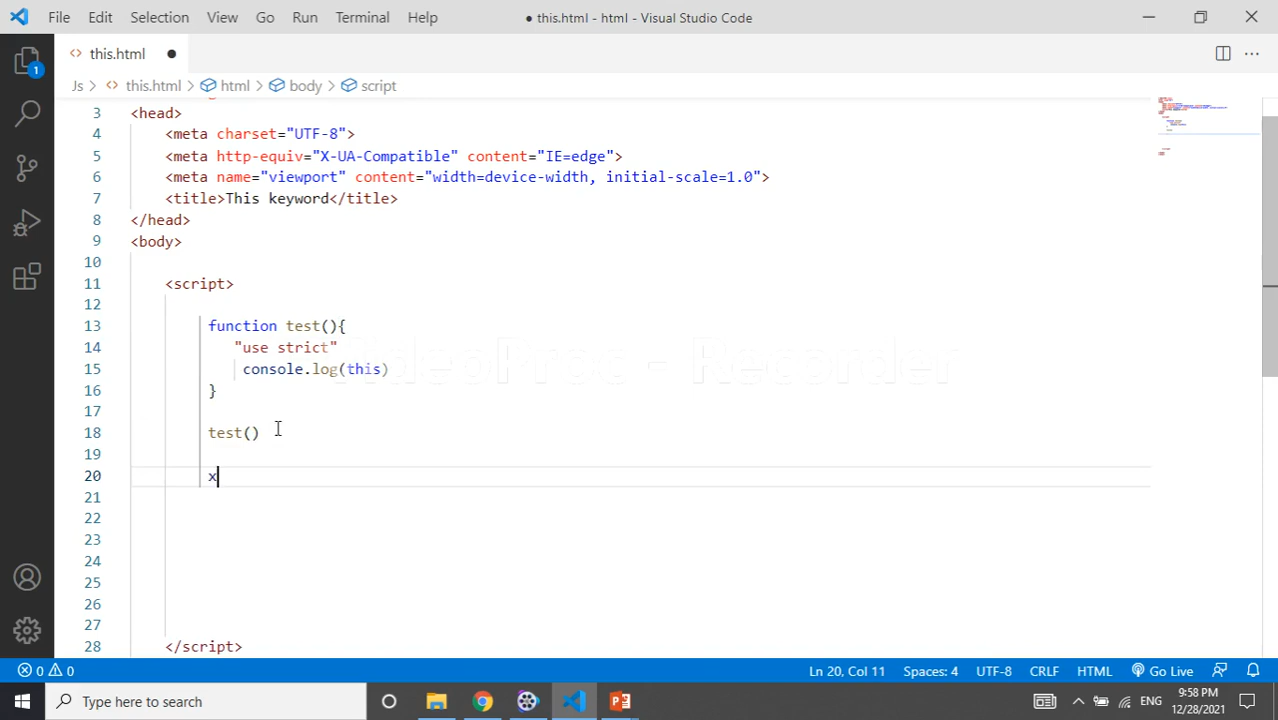 File Edit Selection View Go Run Terminal Help
● this.html - html - Visual Studio Code
this.html ●
Js > this.html > html > body > script
3 <head>
4 <meta charset="UTF-8">
5 <meta http-equiv="X-UA-Compatible" content="IE=edge">
6 <meta name="viewport" content="width=device-width, initial-scale=1.0">
7 <title>This keyword</title>
8 </head>
9 <body>
10
11 <script>
12
13 function test(){
14 "use strict"
15 console.log(this)
16 }
17
18 test()
19
20 x
21
22
23
24
25
26
27
28 </script>
VideoProc - Recorder
1
0 0
Ln 20, Col 11 Spaces: 4 UTF-8 CRLF HTML Go Live
Type here to search
ENG
9:58 PM
12/28/2021